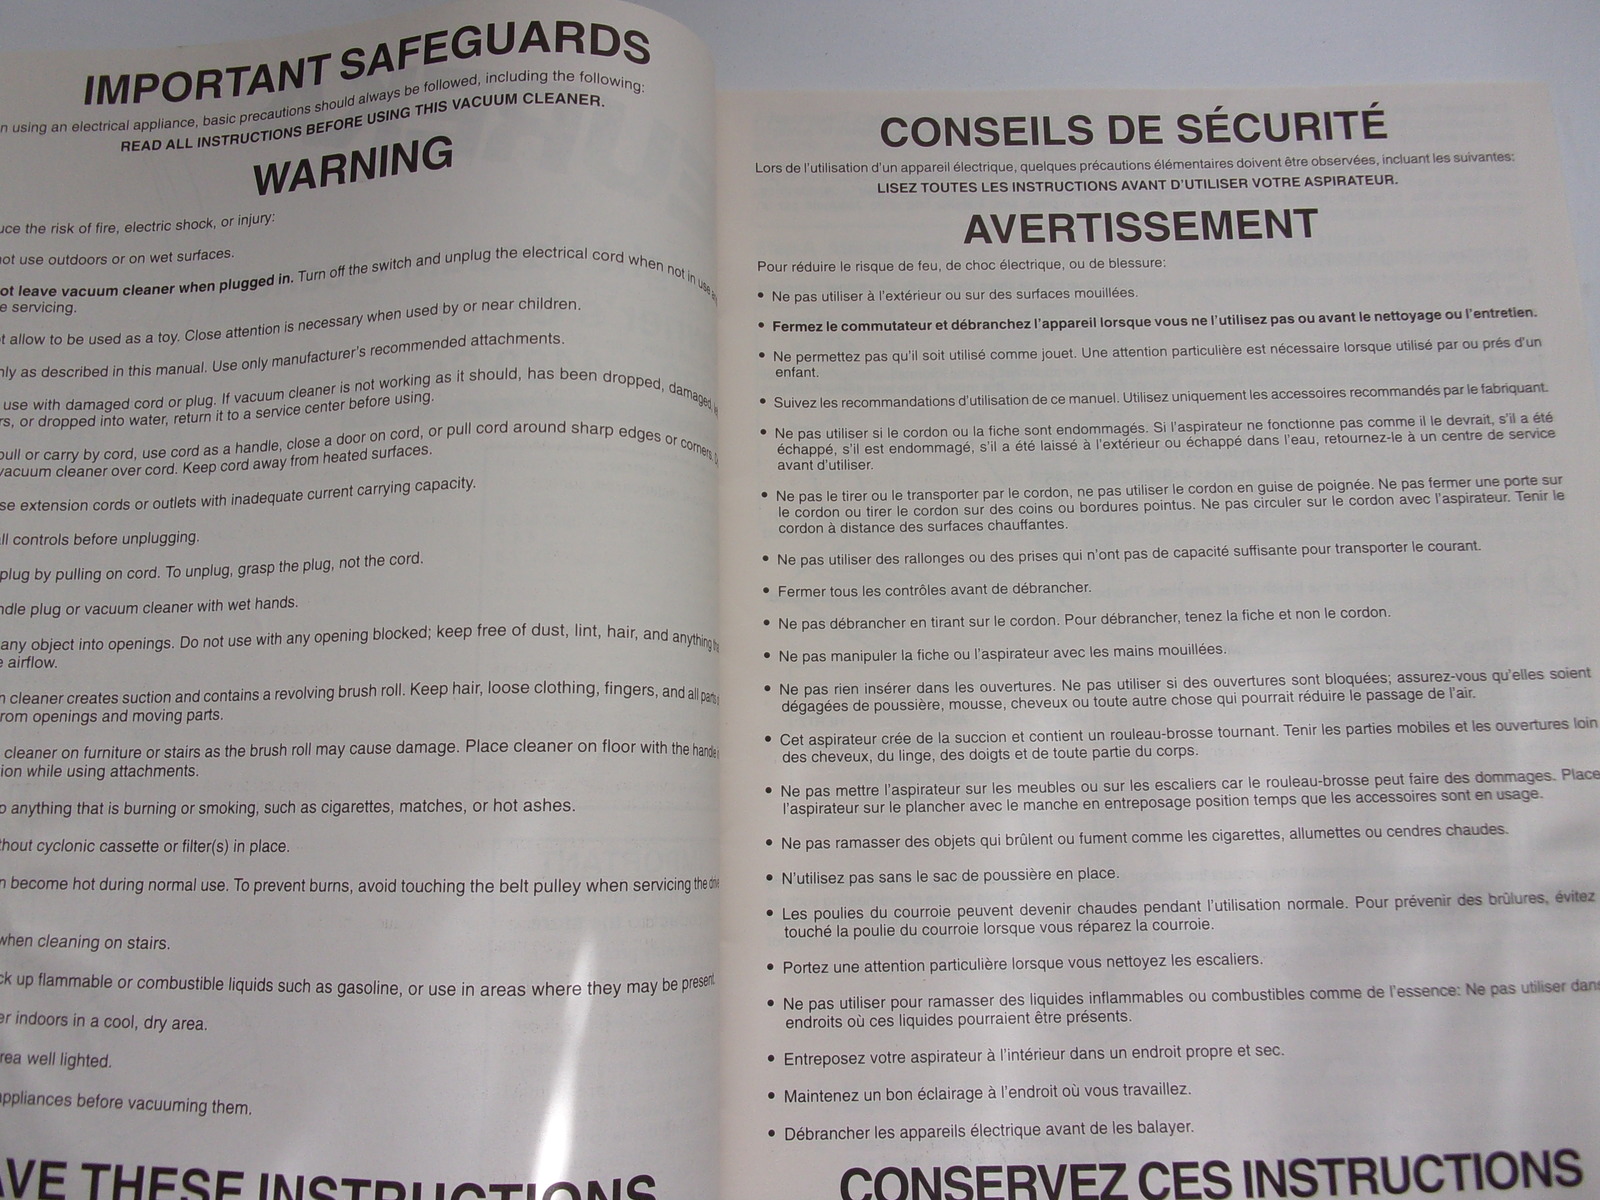 IMPORTANT SAFEGUARDS
using an electrical appliance, basic precautions should always be followed, including the following:
READ ALL INSTRUCTIONS BEFORE USING THIS VACUUM CLEANER.
WARNING
the risk of fire, electric shock, or injury:
use outdoors or on wet surfaces.
leave vacuum cleaner when plugged in. Turn off the switch and unplug the electrical cord when not in use
servicing.
allow to be used as a toy. Close attention is necessary when used by or near children.
as described in this manual. Use only manufacturer's recommended attachments.
use with damaged cord or plug. If vacuum cleaner is not working as it should, has been dropped, damaged,
or dropped into water, return it to a service center before using.
or carry by cord, use cord as a handle, close a door on cord, or pull cord around sharp edges or corners.
vacuum cleaner over cord. Keep cord away from heated surfaces.
extension cords or outlets with inadequate current carrying capacity.
controls before unplugging.
by pulling on cord. To unplug, grasp the plug, not the cord.
plug or vacuum cleaner with wet hands.
any object into openings. Do not use with any opening blocked; keep free of dust, lint, hair, and anything
airflow.
cleaner creates suction and contains a revolving brush roll. Keep hair, loose clothing, fingers, and all parts
from openings and moving parts.
cleaner on furniture or stairs as the brush roll may cause damage. Place cleaner on floor with the handle
while using attachments.
anything that is burning or smoking, such as cigarettes, matches, or hot ashes.
cyclonic cassette or filter(s) in place.
become hot during normal use. To prevent burns, avoid touching the belt pulley when servicing the
when cleaning on stairs.
up flammable or combustible liquids such as gasoline, or use in areas where they may be present.
indoors in a cool, dry area.
well lighted.
appliances before vacuuming them.
THESE INSTRUCTIONS
CONSEILS DE SÉCURITÉ
Lors de l'utilisation d'un appareil électrique, quelques précautions élémentaires doivent être observées, incluant les suivantes:
LISEZ TOUTES LES INSTRUCTIONS AVANT D'UTILISER VOTRE ASPIRATEUR.
AVERTISSEMENT
Pour réduire le risque de feu, de choc électrique, ou de blessure:
• Ne pas utiliser à l'extérieur ou sur des surfaces mouillées.
• Fermez le commutateur et débranchez l'appareil lorsque vous ne l'utilisez pas ou avant le nettoyage ou l'entretien.
• Ne permettez pas qu'il soit utilisé comme jouet. Une attention particulière est nécessaire lorsque utilisé par ou prés d'un
enfant.
• Suivez les recommandations d'utilisation de ce manuel. Utilisez uniquement les accessoires recommandés par le fabriquant.
• Ne pas utiliser si le cordon ou la fiche sont endommagés. Si l'aspirateur ne fonctionne pas comme il le devrait, s'il a été
échappé, s'il est endommagé, s'il a été laissé à l'extérieur ou échappé dans l'eau, retournez-le à un centre de service
avant d'utiliser.
• Ne pas le tirer ou le transporter par le cordon, ne pas utiliser le cordon en guise de poignée. Ne pas fermer une porte sur
le cordon ou tirer le cordon sur des coins ou bordures pointus. Ne pas circuler sur le cordon avec l'aspirateur. Tenir le
cordon à distance des surfaces chauffantes.
• Ne pas utiliser des rallonges ou des prises qui n'ont pas de capacité suffisante pour transporter le courant.
• Fermer tous les contrôles avant de débrancher.
• Ne pas débrancher en tirant sur le cordon. Pour débrancher, tenez la fiche et non le cordon.
• Ne pas manipuler la fiche ou l'aspirateur avec les mains mouillées.
• Ne pas rien insérer dans les ouvertures. Ne pas utiliser si des ouvertures sont bloquées; assurez-vous qu'elles soient
dégagées de poussière, mousse, cheveux ou toute autre chose qui pourrait réduire le passage de l'air.
• Cet aspirateur crée de la succion et contient un rouleau-brosse tournant. Tenir les parties mobiles et les ouvertures loin
des cheveux, du linge, des doigts et de toute partie du corps.
• Ne pas mettre l'aspirateur sur les meubles ou sur les escaliers car le rouleau-brosse peut faire des dommages. Place
l'aspirateur sur le plancher avec le manche en entreposage position temps que les accessoires sont en usage.
• Ne pas ramasser des objets qui brûlent ou fument comme les cigarettes, allumettes ou cendres chaudes.
• N'utilisez pas sans le sac de poussière en place.
• Les poulies du courroie peuvent devenir chaudes pendant l'utilisation normale. Pour prévenir des brûlures, évitez
touché la poulie du courroie lorsque vous réparez la courroie.
• Portez une attention particulière lorsque vous nettoyez les escaliers.
• Ne pas utiliser pour ramasser des liquides inflammables ou combustibles comme de l'essence: Ne pas utiliser dans
endroits où ces liquides pourraient être présents.
• Entreposez votre aspirateur à l'intérieur dans un endroit propre et sec.
• Maintenez un bon éclairage à l'endroit où vous travaillez.
• Débrancher les appareils électrique avant de les balayer.
CONSERVEZ CES INSTRUCTIONS